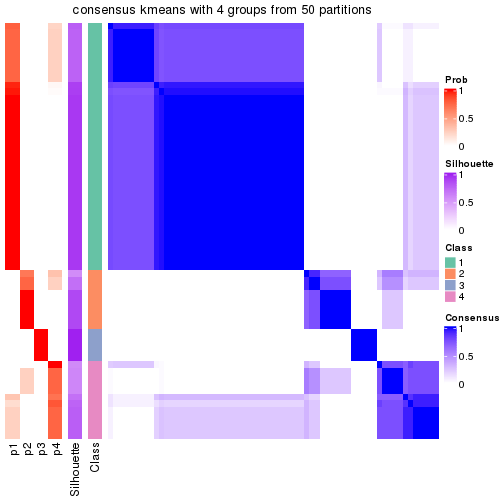 consensus kmeans with 4 groups from 50 partitions
Prob
1
0.5
0
Silhouette
1
0.5
0
Class
1
2
3
4
Consensus
1
0.5
0
p1
p2
p3
p4
Silhouette
Class